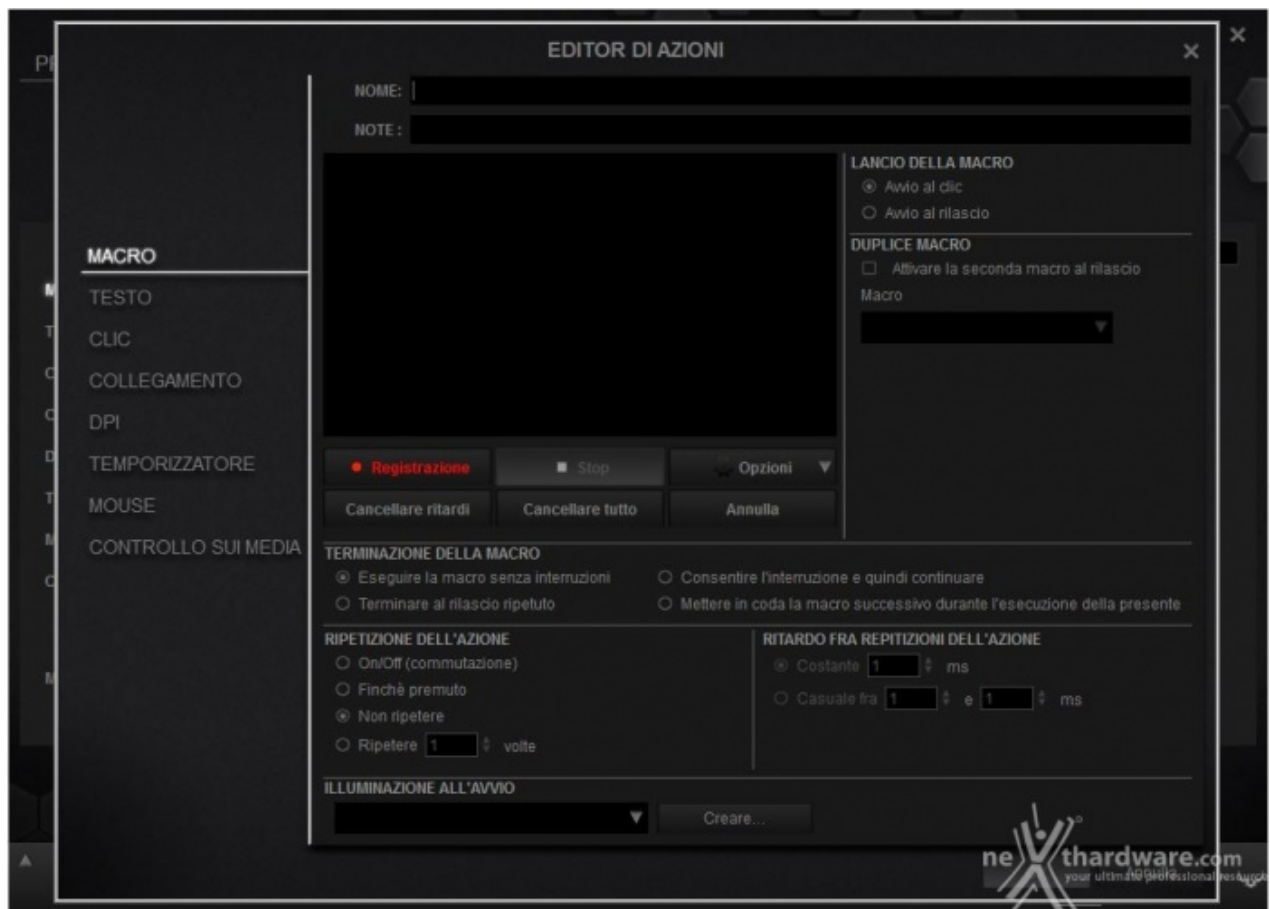 EDITOR DI AZIONI
NOME:
NOTE :
MACRO
TESTO
CLIC
COLLEGAMENTO
DPI
TEMPORIZZATORE
MOUSE
CONTROLLO SUI MEDIA
LANCIO DELLA MACRO
Avvio al clic
Avvio al rilascio
DUPLICE MACRO
Attivare la seconda macro al rilascio
Macro
Registrazione
Stop
Opzioni
Cancellare ritardi
Cancellare tutto
Annulla
TERMINAZIONE DELLA MACRO
Eseguire la macro senza interruzioni
Consentire l'interruzione e quindi continuare
Terminare al rilascio ripetuto
Mettere in coda la macro successivo durante l'esecuzione della presente
RIPETIZIONE DELL'AZIONE
On/Off (commutazione)
Finchè premuto
Non ripetere
Ripetere 1 volte
RITARDO FRA REPITIZIONI DELL'AZIONE
Costante 1 ms
Casuale fra 1 e 1 ms
ILLUMINAZIONE ALL'AVVIO
Creare...
nexthardware.com
your ultimate professional resource
Annulla